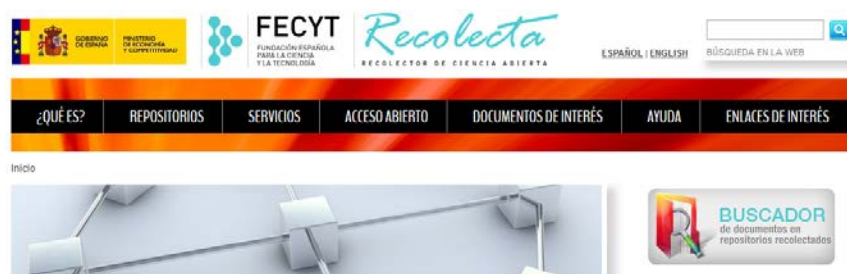 GOBIERNO
DE ESPAÑA
MINISTERIO
DE ECONOMÍA
Y COMPETITIVIDAD
FECYT
FUNDACIÓN ESPAÑOLA
PARA LA CIENCIA
Y LA TECNOLOGÍA
Recolecta
RECOLECTOR DE CIENCIA ABIERTA
ESPAÑOL | ENGLISH
BÚSQUEDA EN LA WEB
¿QUÉ ES? REPOSITORIOS SERVICIOS ACCESO ABIERTO DOCUMENTOS DE INTERÉS AYUDA ENLACES DE INTERÉS
Inicio
BUSCADOR
de documentos en
repositorios recolectados